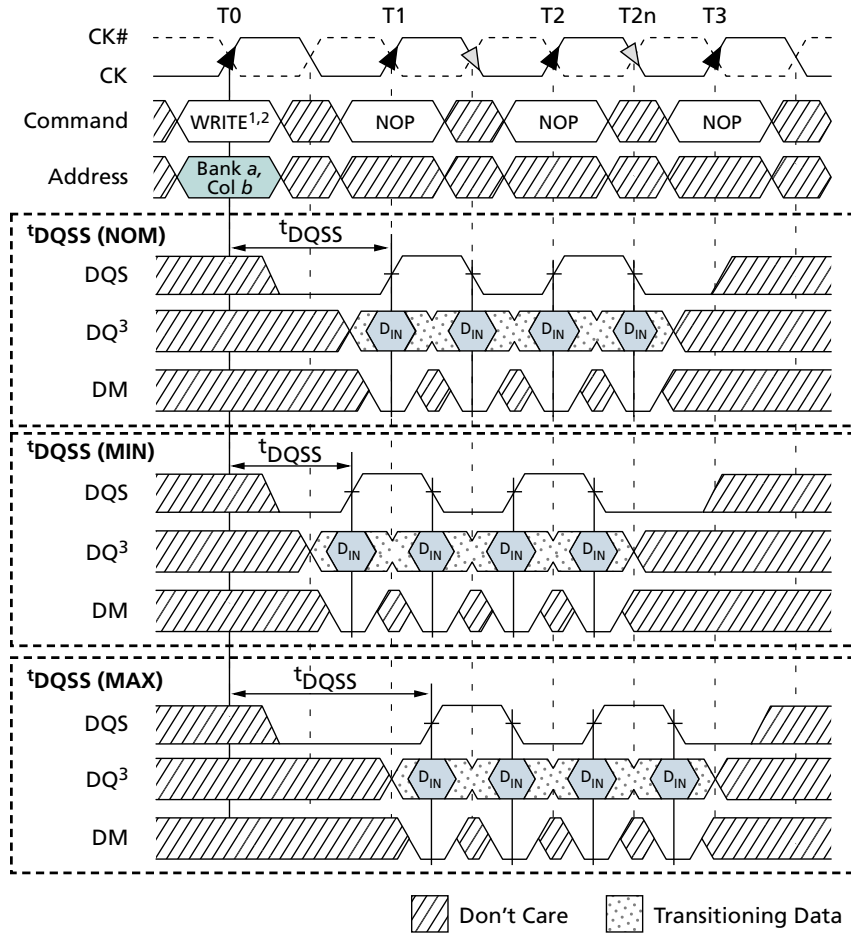 T0 T1 T2 T2n T3
CK#
CK
Command WRITE1,2 NOP NOP NOP
Address Bank a,
Col b
tDQSS (NOM) tDQSS
DQS
DQ3 DIN DIN DIN DIN
DM
tDQSS (MIN) tDQSS
DQS
DQ3 DIN DIN DIN DIN
DM
tDQSS (MAX) tDQSS
DQS
DQ3 DIN DIN DIN DIN
DM
Don't Care Transitioning Data